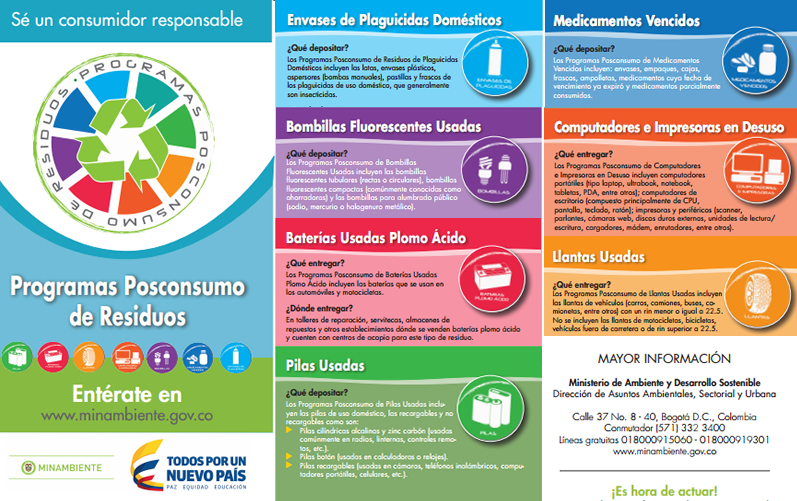 Sé un consumidor responsable
PROGRAMAS POSCONSUMO DE RESIDUOS
Programas Posconsumo
de Residuos
Entérate en
www.minambiente.gov.co
MINAMBIENTE
TODOS POR UN
NUEVO PAÍS
PAZ EQUIDAD EDUCACIÓN
Envases de Plaguicidas Domésticos
¿Qué depositar?
Los Programas Posconsumo de Residuos de Plaguicidas
Domésticos incluyen las latas, envases plásticos,
aspersores (bombas manuales), pastillas y frascos de
los plaguicidas de uso doméstico, que generalmente
son insecticidas.
ENVASES DE
PLAGUICIDAS
Bombillas Fluorescentes Usadas
¿Qué depositar?
Los Programas Posconsumo de Bombillas
Fluorescentes Usadas incluyen las bombillas
fluorescentes tubulares (rectas o circulares), bombillas
fluorescentes compactas (comúnmente conocidas como
ahorradoras) y las bombillas para alumbrado público
(sodio, mercurio o halogenuro metálico).
BOMBILLAS
Baterías Usadas Plomo Ácido
¿Qué entregar?
Los Programas Posconsumo de Baterías Usadas
Plomo Ácido incluyen las baterías que se usan en
los automóviles y motocicletas.
¿Dónde entregar?
En talleres de reparación, servitecas, almacenes de
repuestos y otros establecimientos dónde se venden baterías plomo ácido
y cuenten con centros de acopio para este tipo de residuo.
BATERIAS
PLOMO ACIDO
Pilas Usadas
¿Qué depositar?
Los Programas Posconsumo de Pilas Usadas inclu-
yen las pilas de uso doméstico, las recargables y no
recargables como son:
Pilas cilíndricas alcalinas y zinc carbón (usadas
comúnmente en radios, linternas, controles remo-
tos, etc.).
Pilas botón (usadas en calculadoras o relojes).
Pilas recargables (usadas en cámaras, teléfonos inalámbricos, compu-
tadores portátiles, celulares, etc.).
PILAS
Medicamentos Vencidos
¿Qué depositar?
Los Programas Posconsumo de Medicamentos
Vencidos incluyen: envases, empaques, cajas,
frascos, ampolletas, medicamentos cuya fecha de
vencimiento ya expiró y medicamentos parcialmente
consumidos.
MEDICAMENTOS
VENCIDOS
Computadores e Impresoras en Desuso
¿Qué entregar?
Los Programas Posconsumo de Computadores
e Impresoras en Desuso incluyen computadores
portátiles (tipo laptop, ultrabook, notebook,
tabletas, PDA, entre otros); computadores de
escritorio (compuesto principalmente de CPU,
pantalla, teclado, ratón); impresoras y periféricos (scanner,
parlantes, cámaras web, discos duros externos, unidades de lectura/
escritura, cargadores, módem, enrutadores, entre otros).
COMPUTADORES
E IMPRESORAS
Llantas Usadas
¿Qué entregar?
Los Programas Posconsumo de Llantas Usadas incluyen
las llantas de vehículos (carros, camiones, buses, ca-
mionetas, entre otros) con un rin menor o igual a 22.5.
No se incluyen las llantas de motocicletas, bicicletas,
vehículos fuera de carretera o de rin superior a 22.5.
LLANTAS
MAYOR INFORMACIÓN
Ministerio de Ambiente y Desarrollo Sostenible
Dirección de Asuntos Ambientales, Sectorial y Urbana
Calle 37 No. 8 - 40, Bogotá D.C., Colombia
Conmutador (571) 332 3400
Líneas gratuitas 018000915060 - 018000919301
www.minambiente.gov.co
¡Es hora de actuar!